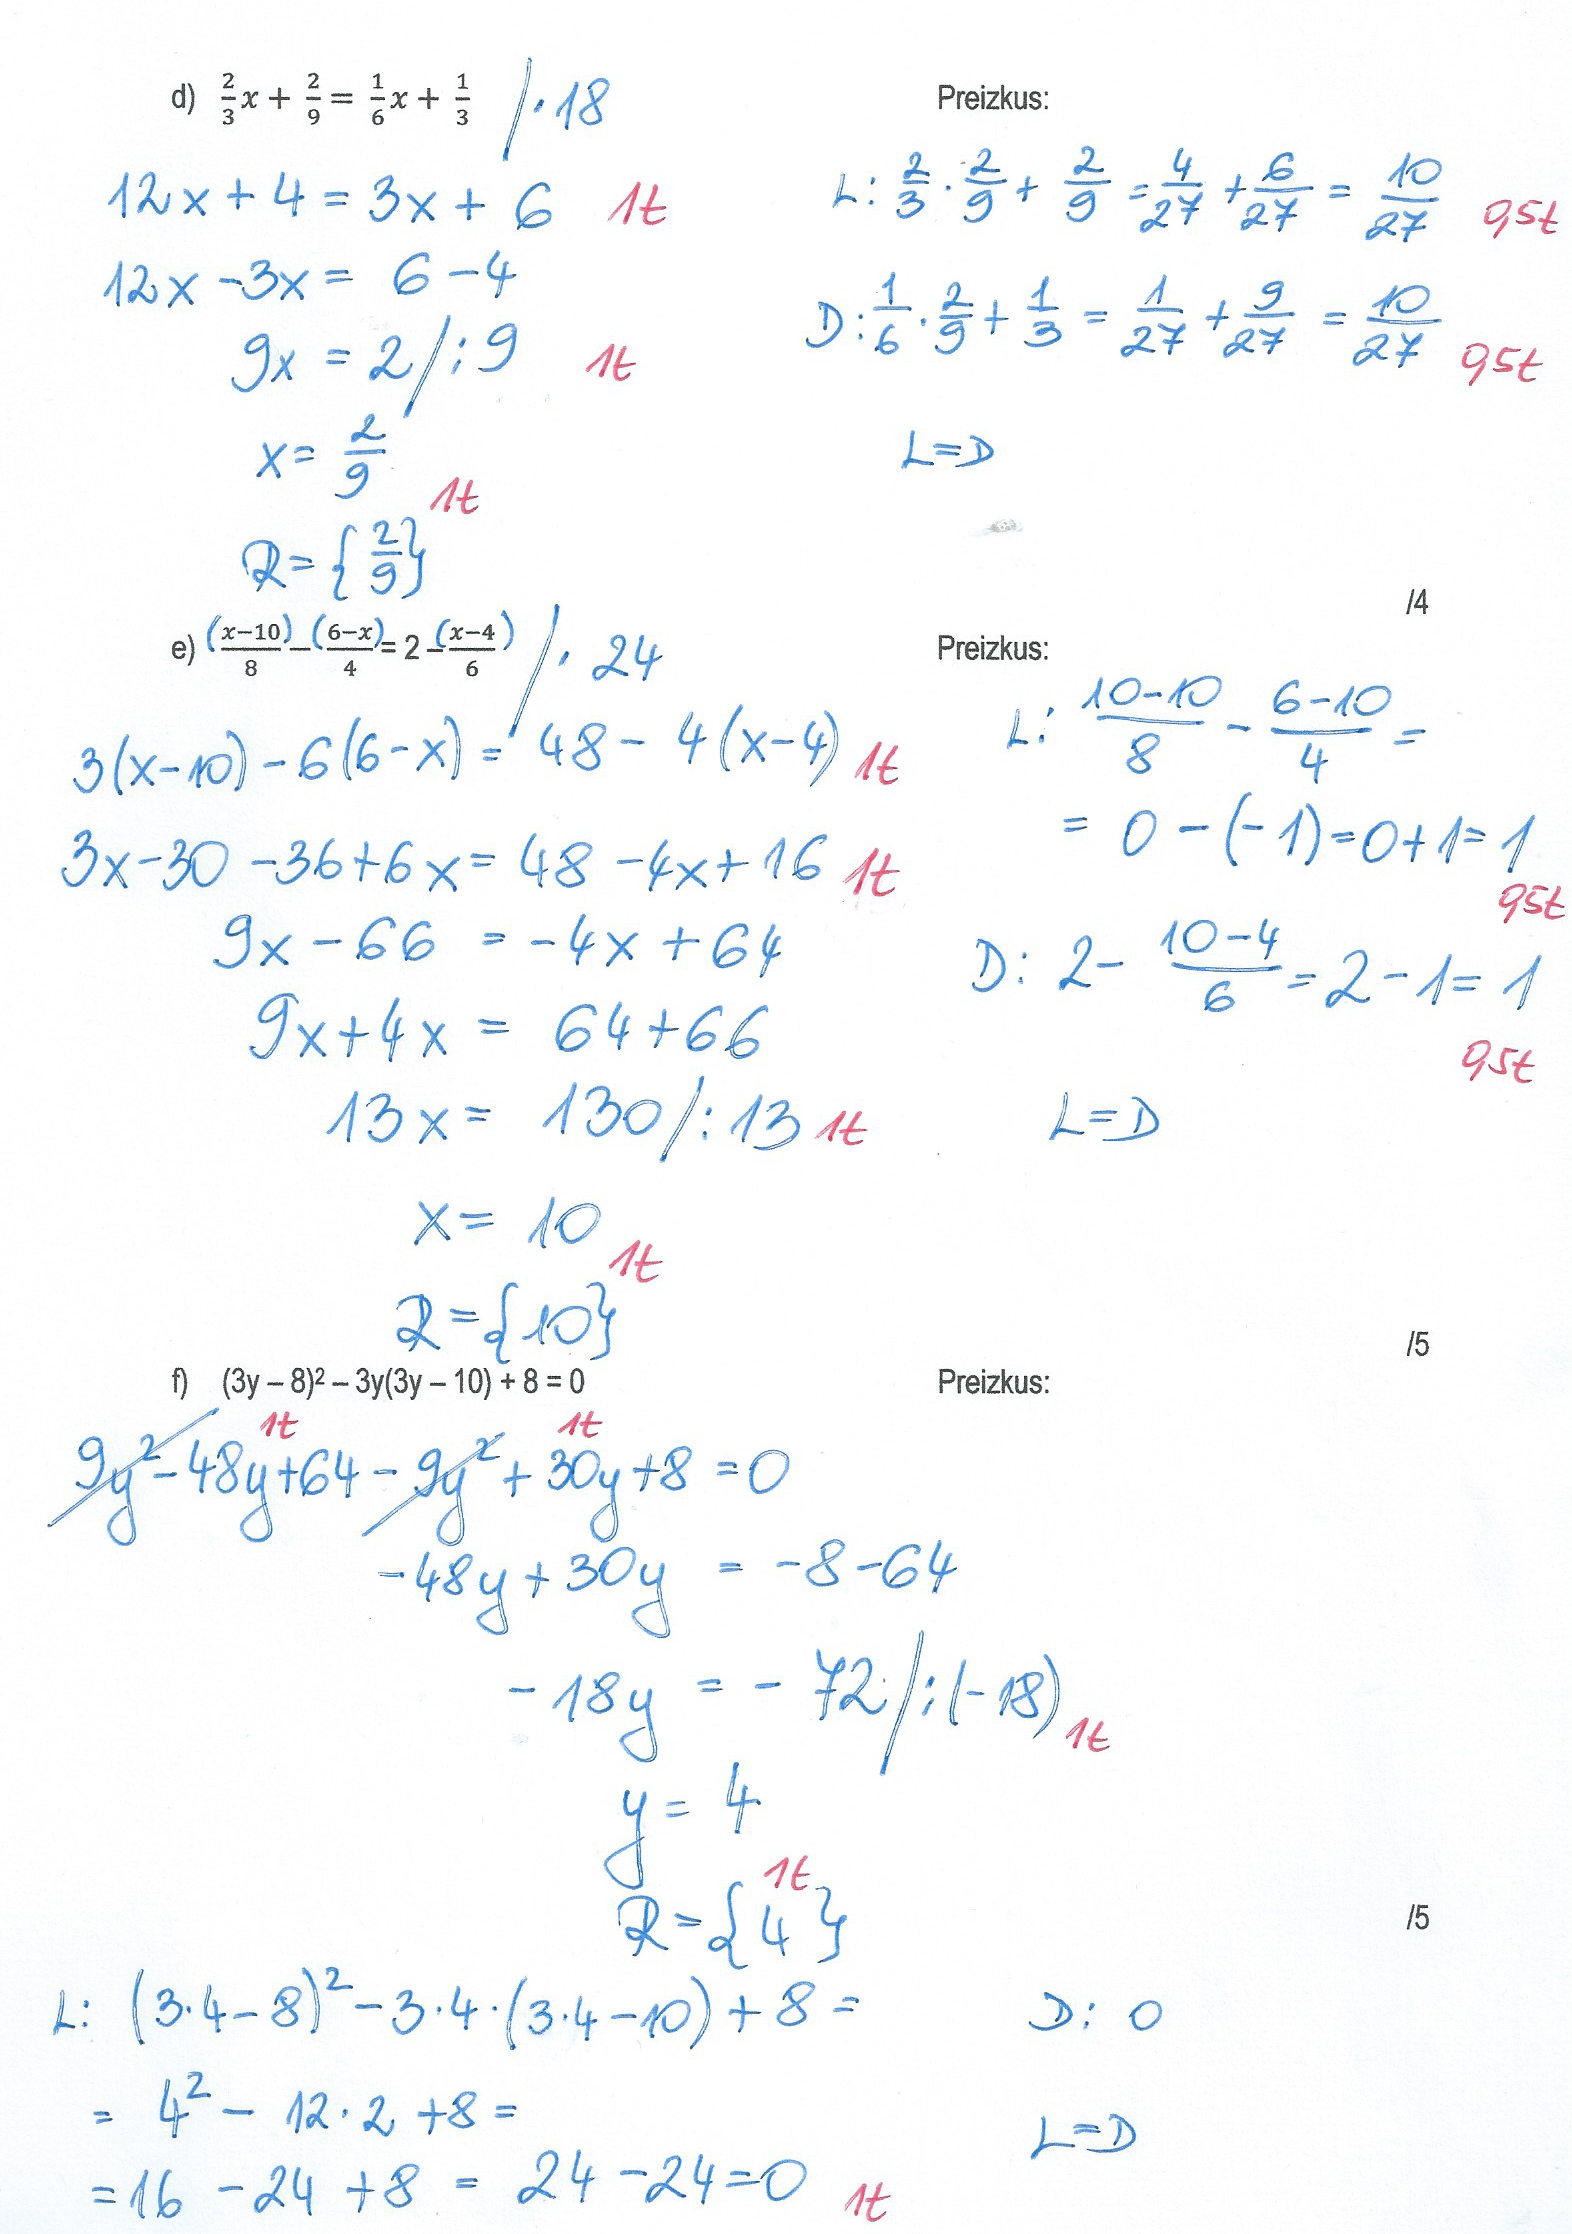 d) 2/3 x + 2/9 = 1/6 x + 1/3 /·18
12x + 4 = 3x + 6 1t
12x - 3x = 6 - 4
9x = 2 /:9 1t
x = 2/9
1t
R = {2/9}
Preizkus:
L: 2/3 · 2/9 + 2/9 = 4/27 + 6/27 = 10/27 0,5t
D: 1/6 · 2/9 + 1/3 = 1/27 + 9/27 = 10/27 0,5t
L = D
/4
e) (x-10)/8 - (6-x)/4 = 2 - (x-4)/6 /· 24
3(x-10) - 6(6-x) = 48 - 4(x-4) 1t
3x - 30 - 36 + 6x = 48 - 4x + 16 1t
9x - 66 = -4x + 64
9x + 4x = 64 + 66
13x = 130 /:13 1t
x = 10
1t
R = {10}
Preizkus:
L: (10-10)/8 - (6-10)/4 =
= 0 - (-1) = 0 + 1 = 1
0,5t
D: 2 - (10-4)/6 = 2 - 1 = 1
0,5t
L = D
/5
f) (3y – 8)² – 3y(3y – 10) + 8 = 0
Preizkus:
1t 1t
9y² - 48y + 64 - 9y² + 30y + 8 = 0
-48y + 30y = -8 - 64
-18y = -72 /:(-18) 1t
y = 4
1t
R = {4}
/5
L: (3·4 - 8)² - 3·4·(3·4 - 10) + 8 =
= 4² - 12·2 + 8 =
= 16 - 24 + 8 = 24 - 24 = 0 1t
D: 0
L = D